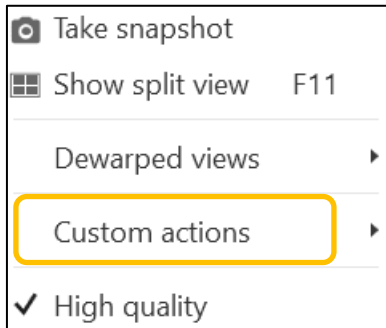 Take snapshot
Show split view F11
Dewarped views
Custom actions
High quality